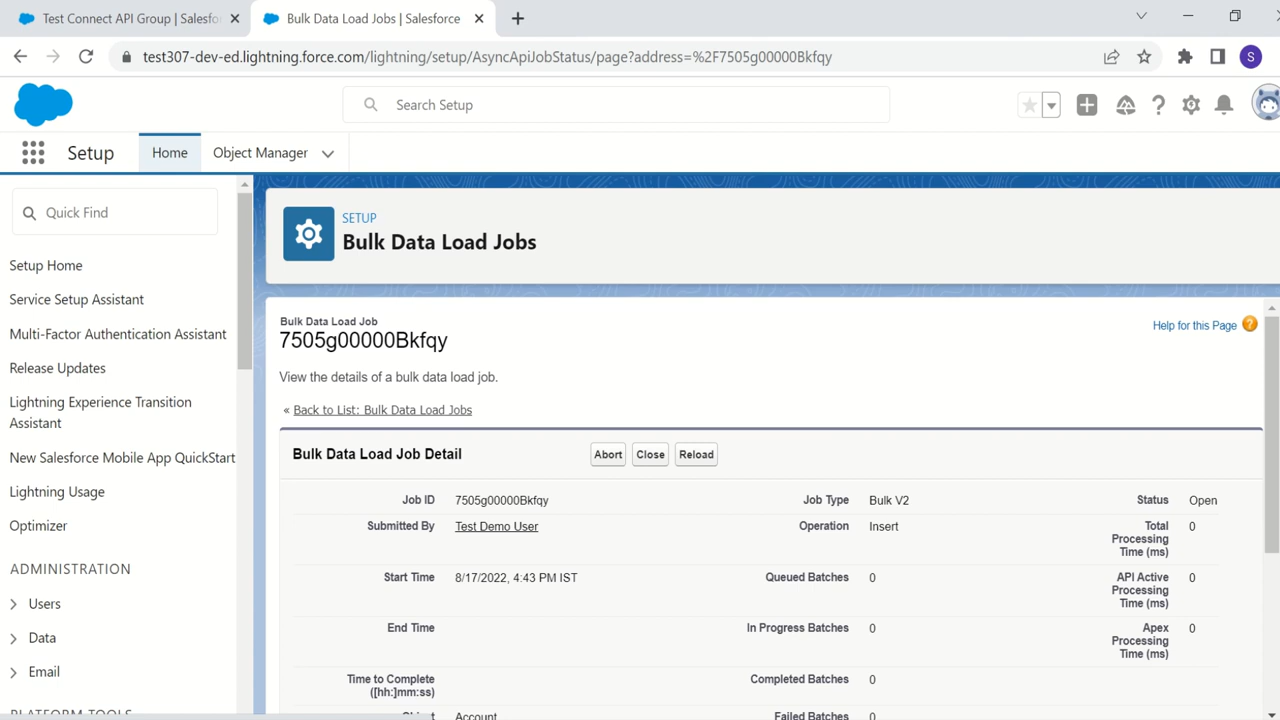 Test Connect API Group | Salesfo
Bulk Data Load Jobs | Salesforce
test307-dev-ed.lightning.force.com/lightning/setup/AsyncApiJobStatus/page?address=%2F7505g00000Bkfqy
S
Search Setup
Setup
Home
Object Manager
Quick Find
Setup Home
Service Setup Assistant
Multi-Factor Authentication Assistant
Release Updates
Lightning Experience Transition
Assistant
New Salesforce Mobile App QuickStart
Lightning Usage
Optimizer
ADMINISTRATION
Users
Data
Email
PLATFORM TOOLS
SETUP
Bulk Data Load Jobs
Bulk Data Load Job
7505g00000Bkfqy
Help for this Page
View the details of a bulk data load job.
« Back to List: Bulk Data Load Jobs
Bulk Data Load Job Detail
Abort
Close
Reload
Job ID 7505g00000Bkfqy Job Type Bulk V2 Status Open
Submitted By Test Demo User Operation Insert Total
Processing
Time (ms) 0
Start Time 8/17/2022, 4:43 PM IST Queued Batches 0 API Active
Processing
Time (ms) 0
End Time In Progress Batches 0 Apex
Processing
Time (ms) 0
Time to Complete
([hh:]mm:ss)
Completed Batches 0
Object Account Failed Batches 0